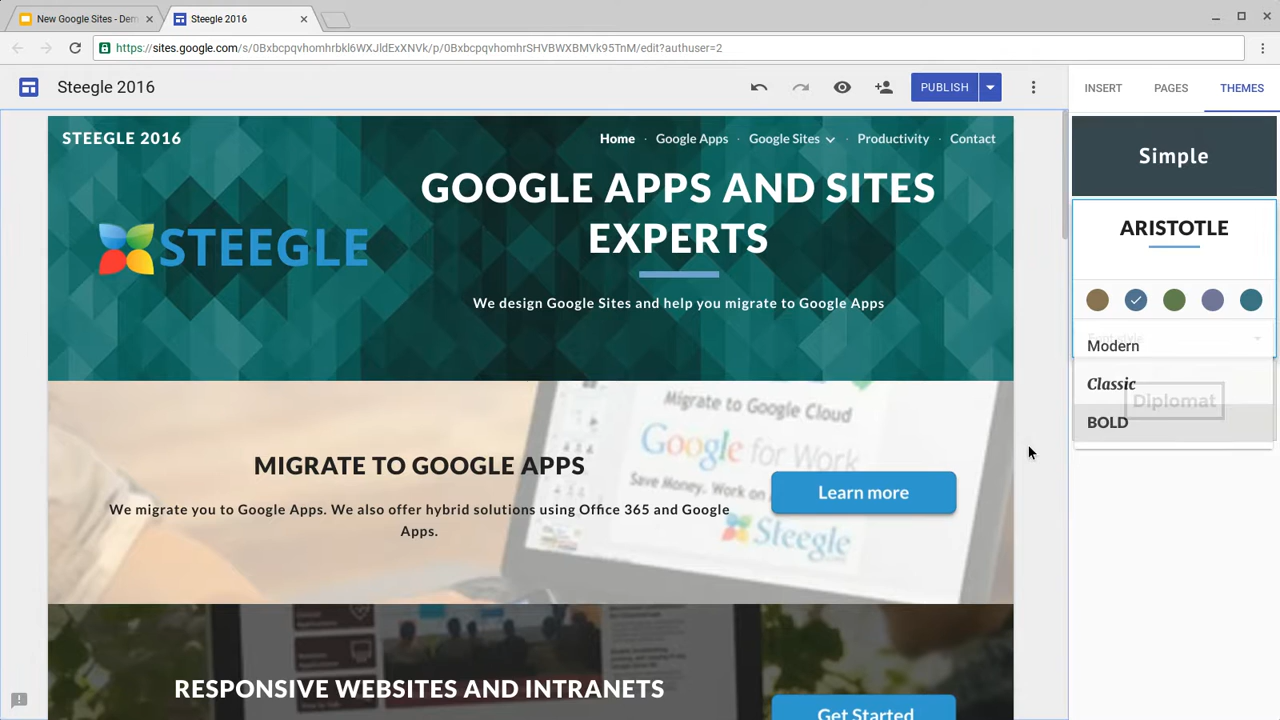 New Google Sites - Dem
Steegle 2016
https://sites.google.com/s/0Bxbcpqvhomhrbkl6WXJldExXNVk/p/0BxbcpqvhomhrSHVBWXBMVk95TnM/edit?authuser=2
Steegle 2016
PUBLISH
INSERT PAGES THEMES
STEEGLE 2016
Home · Google Apps · Google Sites · Productivity · Contact
GOOGLE APPS AND SITES
EXPERTS
STEEGLE
We design Google Sites and help you migrate to Google Apps
Migrate to Google Cloud
Google for Work
Save Money, Work on
Steegle
MIGRATE TO GOOGLE APPS
We migrate you to Google Apps. We also offer hybrid solutions using Office 365 and Google
Apps.
Learn more
RESPONSIVE WEBSITES AND INTRANETS
Get Started
Simple
ARISTOTLE
Modern
Classic
Diplomat
BOLD